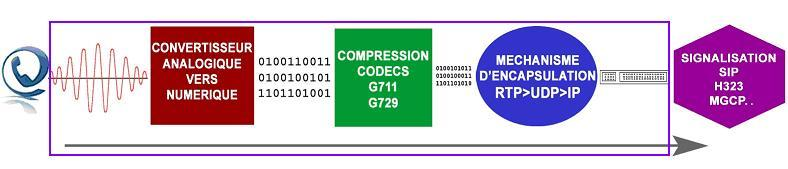 CONVERTISSEUR
ANALOGIQUE
VERS
NUMERIQUE
0100110011
0100100101
1101101001
COMPRESSION
CODECS
G711
G729
0100101011
0100100011
1101101010
MECHANISME
D'ENCAPSULATION
RTP>UDP>IP
SIGNALISATION
SIP
H323
MGCP. .